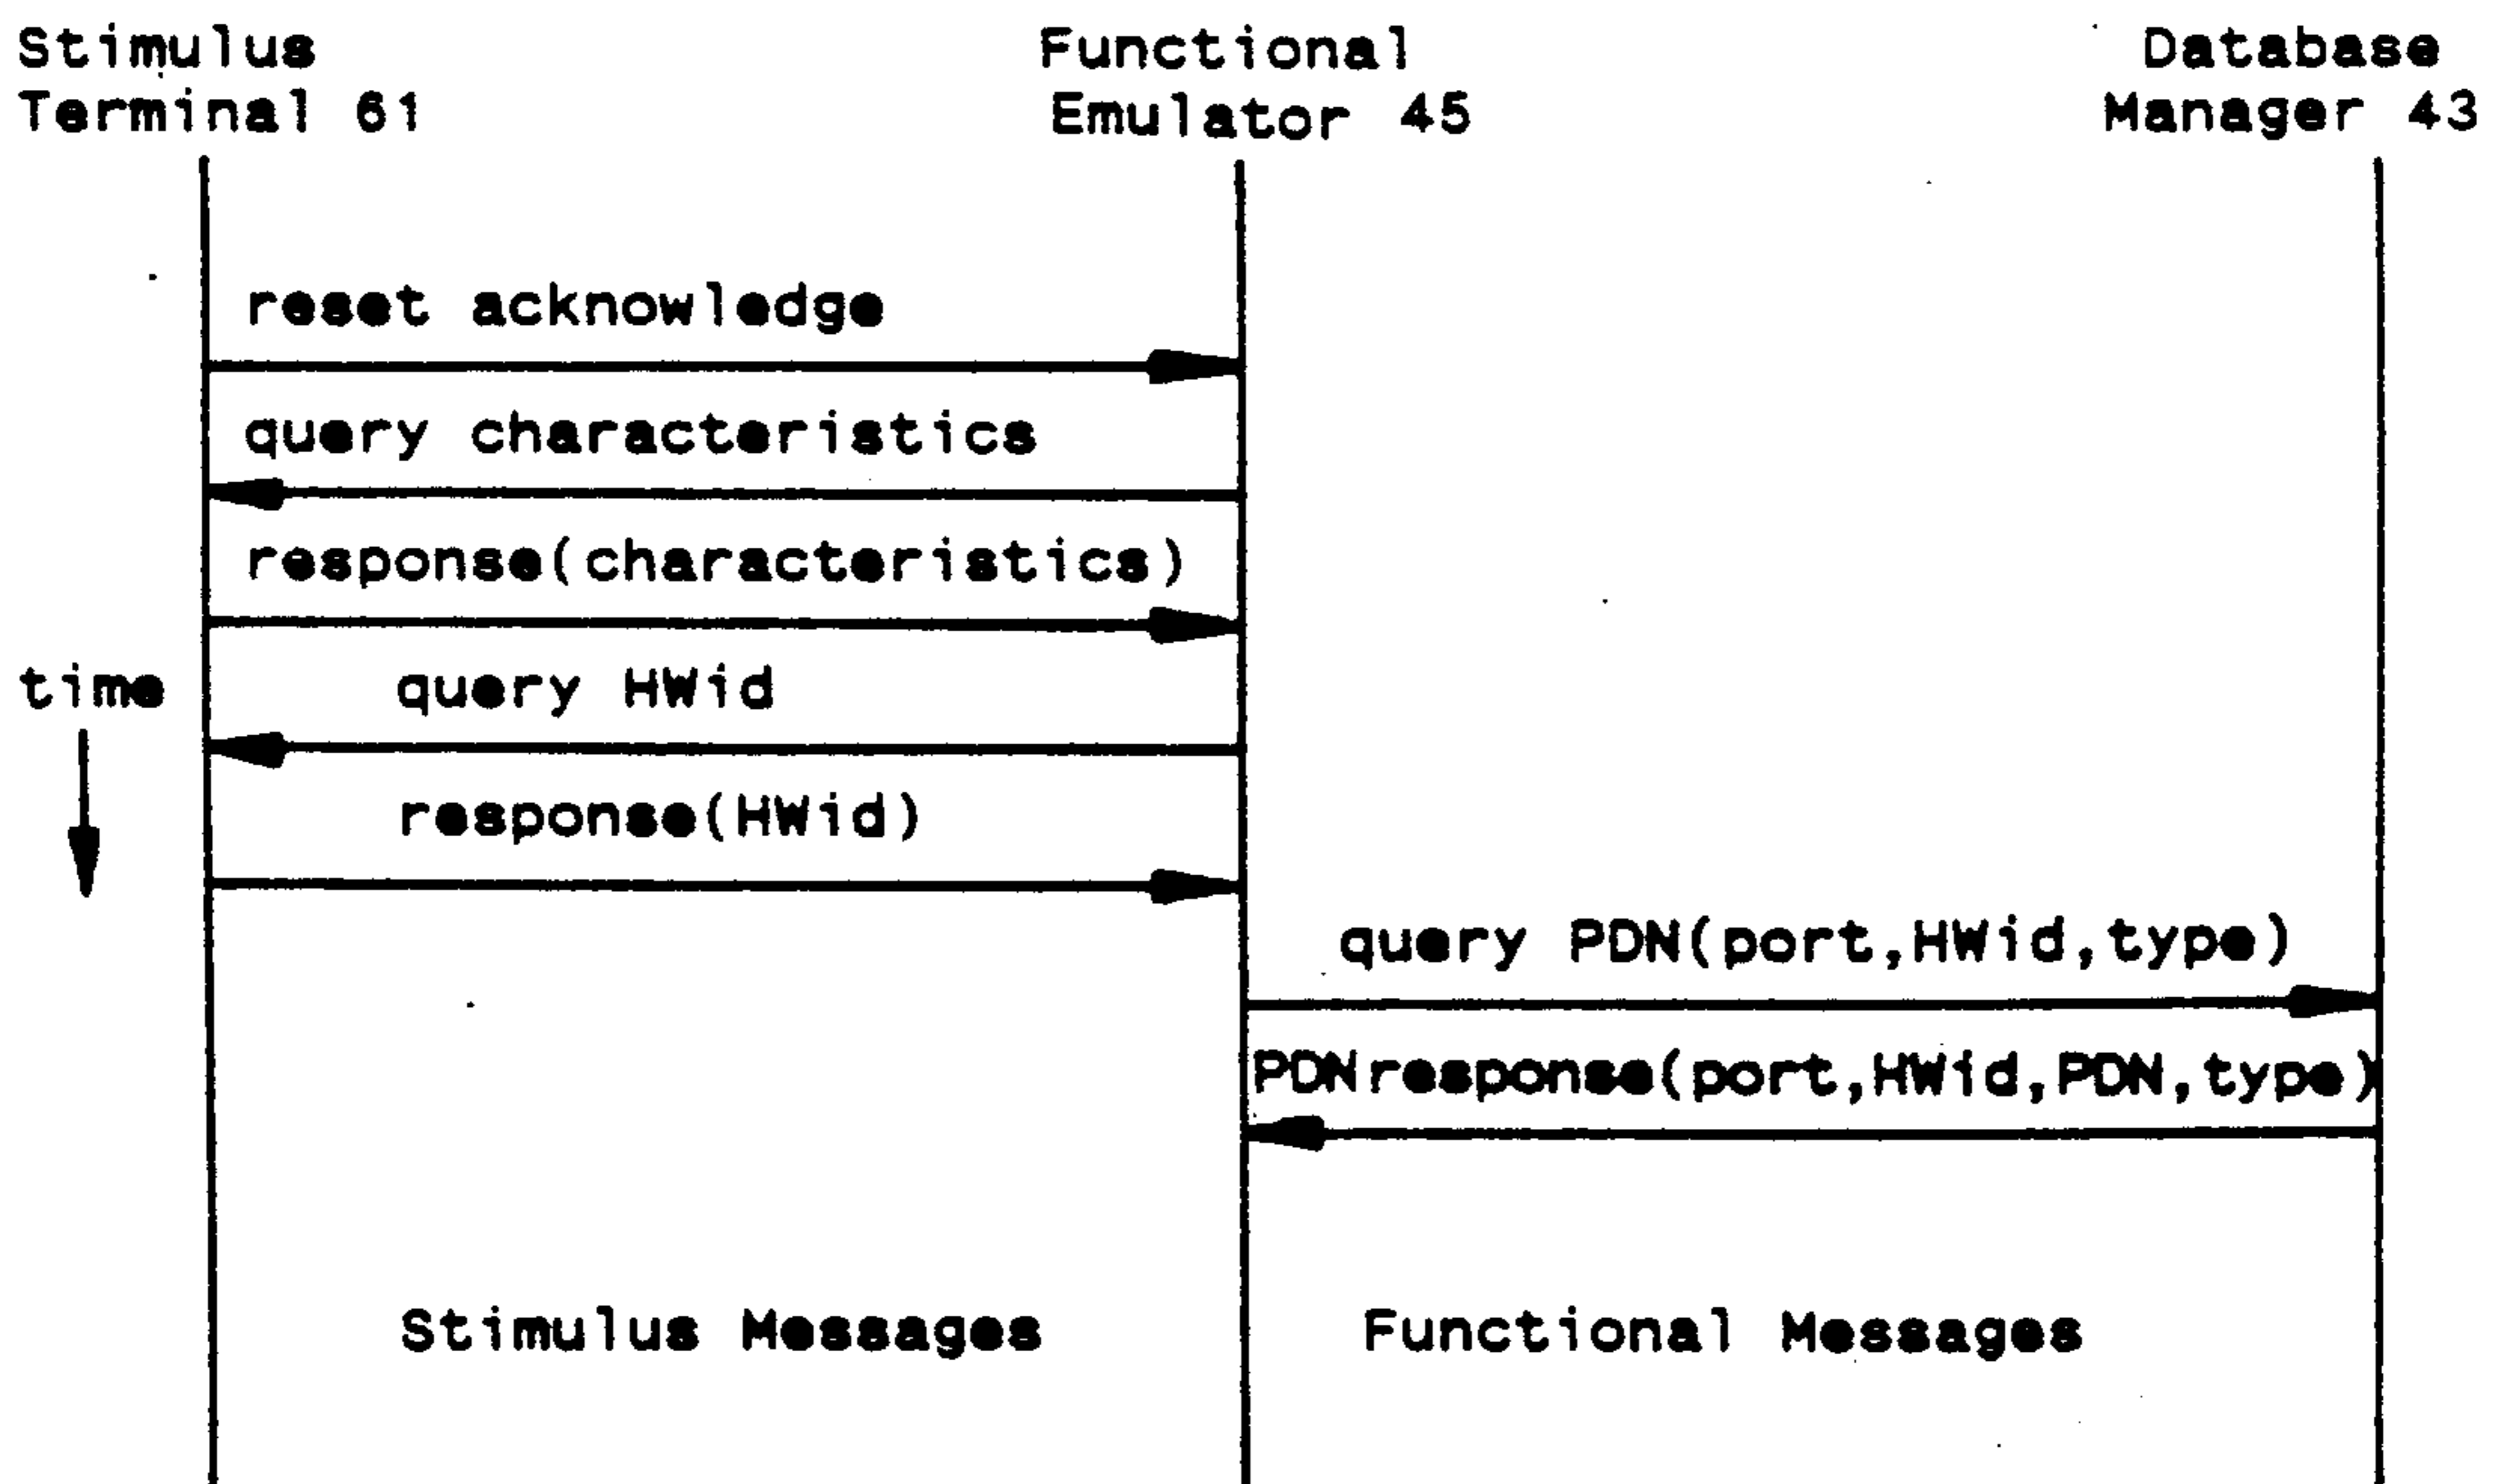 Stimulus
Terminal 61
Functional
Emulator 45
Database
Manager 43
reset acknowledge
query characteristics
response(characteristics)
time
query HWid
response(HWid)
query PDN(port,HWid,type)
PDNresponse(port,HWid,PDN,type)
Stimulus Messages
Functional Messages